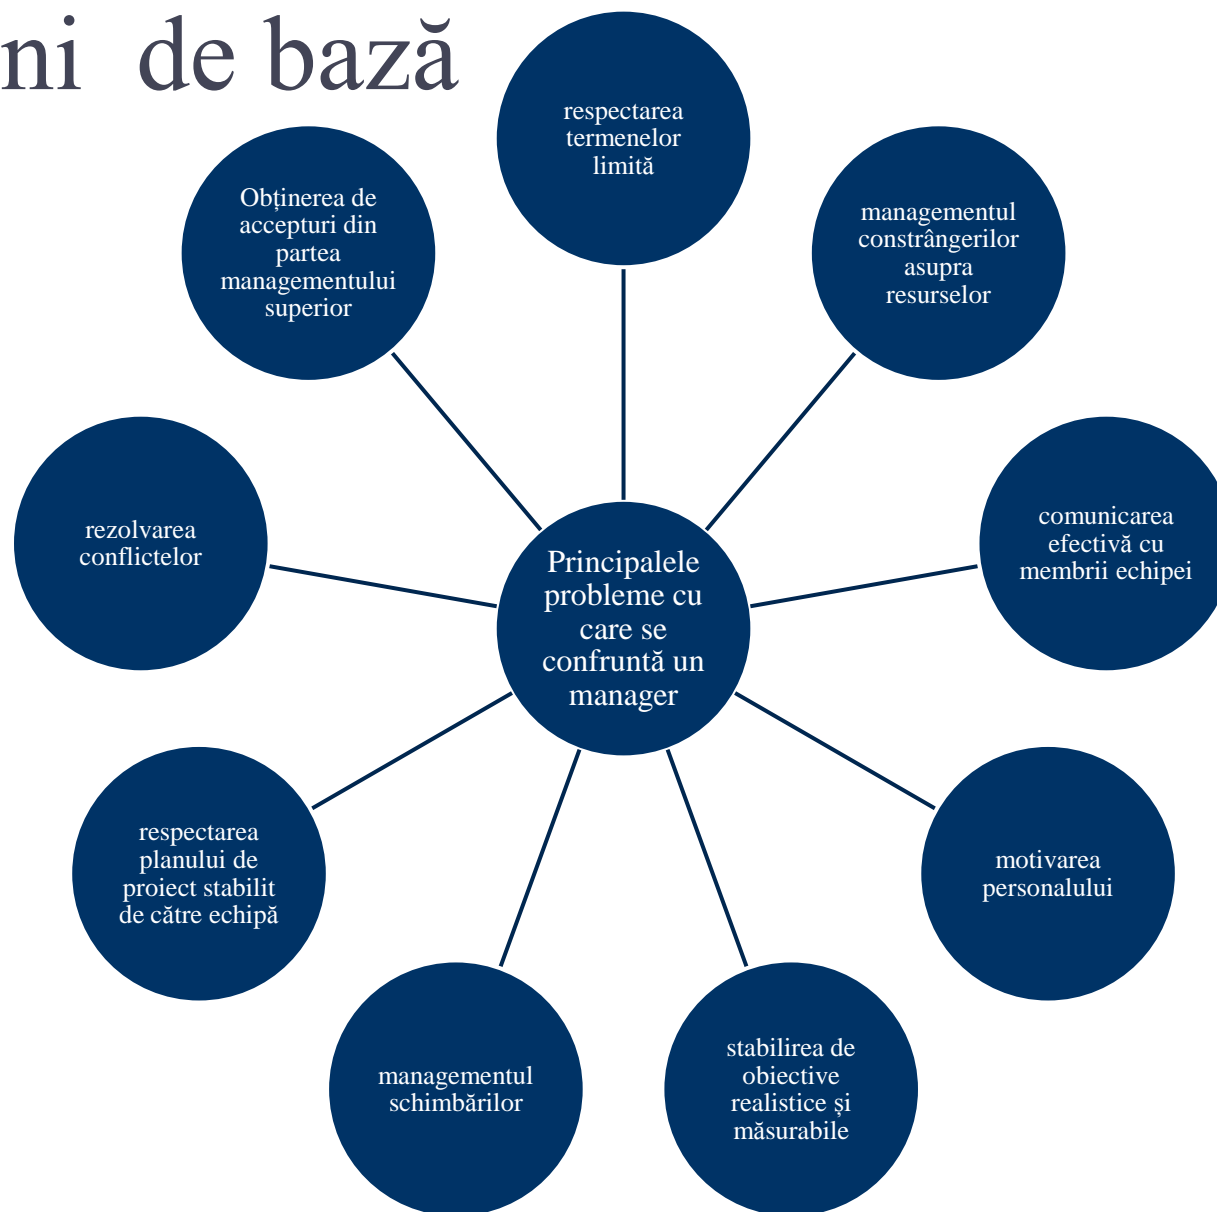 ni de bază
respectarea
termenelor
limită
managementul
constrângerilor
asupra
resurselor
comunicarea
efectivă cu
membrii echipei
motivarea
personalului
stabilirea de
obiective
realistice și
măsurabile
managementul
schimbărilor
respectarea
planului de
proiect stabilit
de către echipă
rezolvarea
conflictelor
Obținerea de
accepturi din
partea
managementului
superior
Principalele
probleme cu
care se
confruntă un
manager